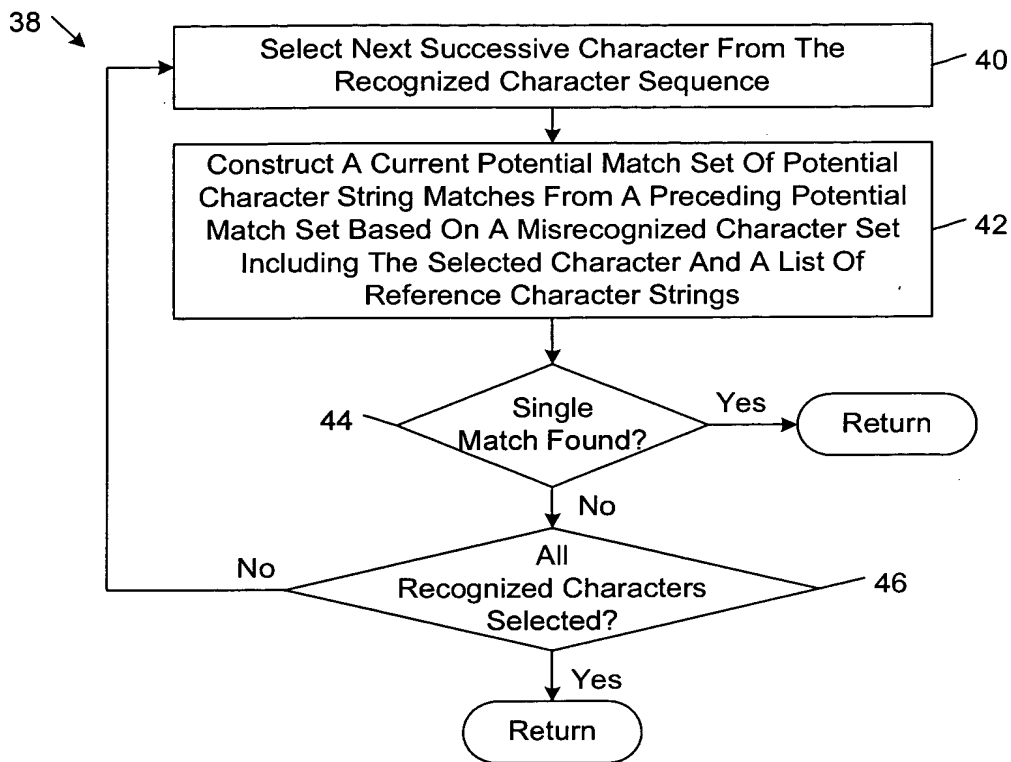 38
Select Next Successive Character From The
Recognized Character Sequence
40
Construct A Current Potential Match Set Of Potential
Character String Matches From A Preceding Potential
Match Set Based On A Misrecognized Character Set
Including The Selected Character And A List Of
Reference Character Strings
42
44
Single
Match Found?
Yes
Return
No
All
Recognized Characters
Selected?
No
46
Yes
Return